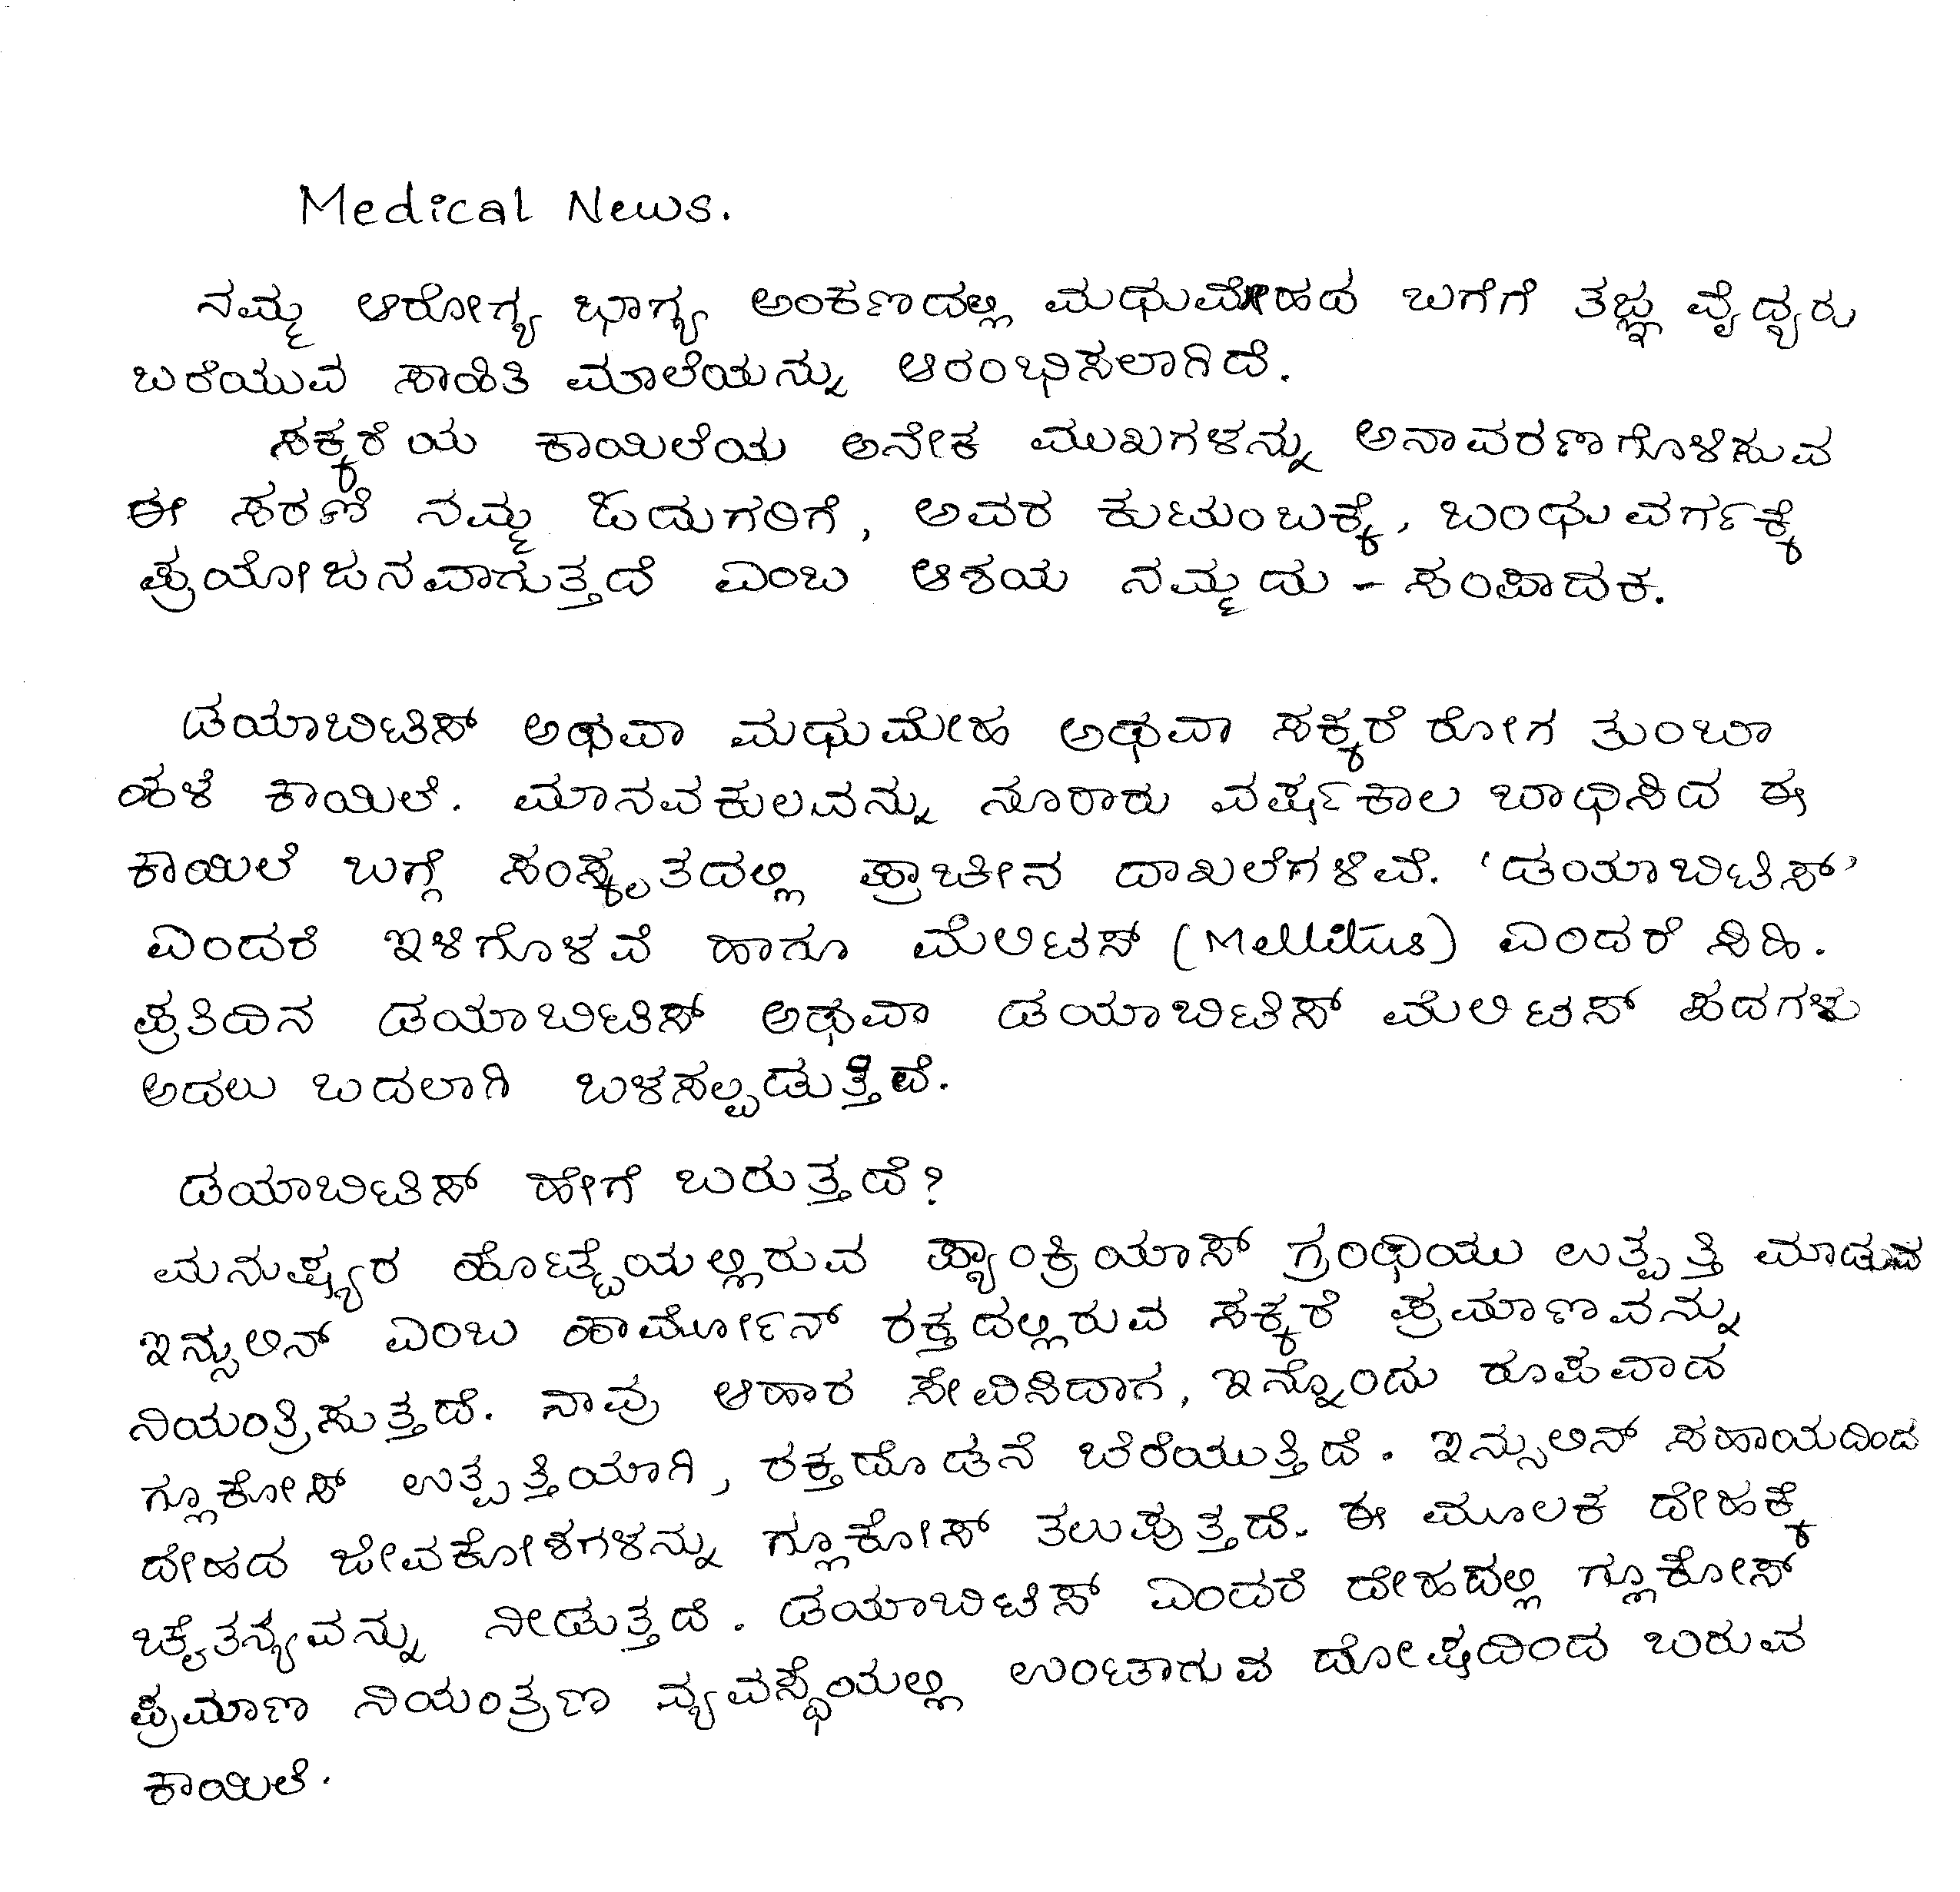 Medical News.
ನಮ್ಮ ಆರೋಗ್ಯ ಭಾಗ್ಯ ಅಂಕಣದಲ್ಲಿ ಮಧುಮೇಹದ ಬಗೆಗೆ ತಜ್ಞ ವೈದ್ಯರು
ಬರೆಯುವ ಸಾಹಿತಿ ಮಾಲೆಯನ್ನು ಆರಂಭಿಸಲಾಗಿದೆ.
ಸಕ್ಕರೆಯ ಕಾಯಿಲೆಯ ಅನೇಕ ಮುಖಗಳನ್ನು ಅನಾವರಣಗೊಳಿಸುವ
ಈ ಸರಣಿ ನಮ್ಮ ಓದುಗರಿಗೆ, ಅವರ ಕುಟುಂಬಕ್ಕೆ, ಬಂಧುವರ್ಗಕ್ಕೆ
ಪ್ರಯೋಜನವಾಗುತ್ತದೆ ಎಂಬ ಆಶಯ ನಮ್ಮದು - ಸಂಪಾದಕ.
ಡಯಾಬಿಟಿಸ್ ಅಥವಾ ಮಧುಮೇಹ ಅಥವಾ ಸಕ್ಕರೆ ರೋಗ ತುಂಬಾ
ಹಳೆ ಕಾಯಿಲೆ. ಮಾನವಕುಲವನ್ನು ನೂರಾರು ವರ್ಷಕಾಲ ಬಾಧಿಸಿದ ಈ
ಕಾಯಿಲೆ ಬಗ್ಗೆ ಸಂಸ್ಕೃತದಲ್ಲಿ ಪ್ರಾಚೀನ ದಾಖಲೆಗಳಿವೆ. ‘ಡಯಾಬಿಟಿಸ್’
ಎಂದರೆ ಇಳಿಗೊಳವೆ ಹಾಗೂ ಮೆಲಿಟಸ್ (Mellitus) ಎಂದರೆ ಸಿಹಿ.
ಪ್ರತಿದಿನ ಡಯಾಬಿಟಿಸ್ ಅಥವಾ ಡಯಾಬಿಟಿಸ್ ಮೆಲಿಟಸ್ ಪದಗಳು
ಅದಲು ಬದಲಾಗಿ ಬಳಸಲ್ಪಡುತ್ತಿವೆ.
ಡಯಾಬಿಟಿಸ್ ಹೇಗೆ ಬರುತ್ತದೆ?
ಮನುಷ್ಯರ ಹೊಟ್ಟೆಯಲ್ಲಿರುವ ಪ್ಯಾಂಕ್ರಿಯಾಸ್ ಗ್ರಂಥಿಯು ಉತ್ಪತ್ತಿ ಮಾಡುವ
ಇನ್ಸುಲಿನ್ ಎಂಬ ಹಾರ್ಮೋನ್ ರಕ್ತದಲ್ಲಿರುವ ಸಕ್ಕರೆ ಪ್ರಮಾಣವನ್ನು
ನಿಯಂತ್ರಿಸುತ್ತದೆ. ನಾವು ಆಹಾರ ಸೇವಿಸಿದಾಗ, ಇನ್ನೊಂದು ರೂಪವಾದ
ಗ್ಲೂಕೋಸ್ ಉತ್ಪತ್ತಿಯಾಗಿ, ರಕ್ತದೊಡನೆ ಬೆರೆಯುತ್ತಿದೆ. ಇನ್ಸುಲಿನ್ ಸಹಾಯದಿಂದ
ದೇಹದ ಜೀವಕೋಶಗಳನ್ನು ಗ್ಲೂಕೋಸ್ ತಲುಪುತ್ತದೆ. ಈ ಮೂಲಕ ದೇಹಕ್ಕೆ
ಚೈತನ್ಯವನ್ನು ನೀಡುತ್ತದೆ. ಡಯಾಬಿಟಿಸ್ ಎಂದರೆ ದೇಹದಲ್ಲಿ ಗ್ಲೂಕೋಸ್
ಪ್ರಮಾಣ ನಿಯಂತ್ರಣ ವ್ಯವಸ್ಥೆಯಲ್ಲಿ ಉಂಟಾಗುವ ದೋಷದಿಂದ ಬರುವ
ಕಾಯಿಲೆ.